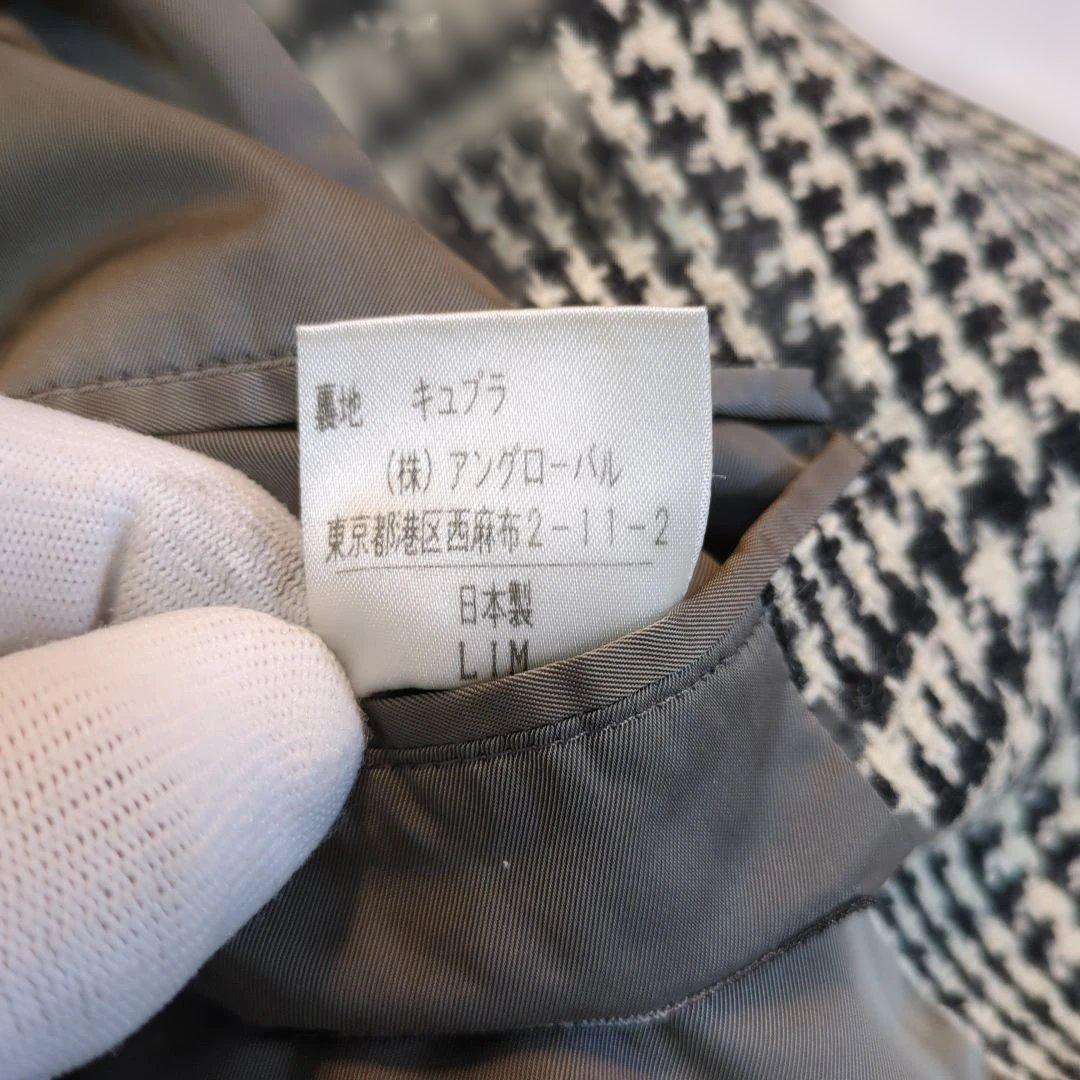 裏地 キュプラ
(株)アングローバル
東京都港区西麻布2-11-2
日本製
LIM